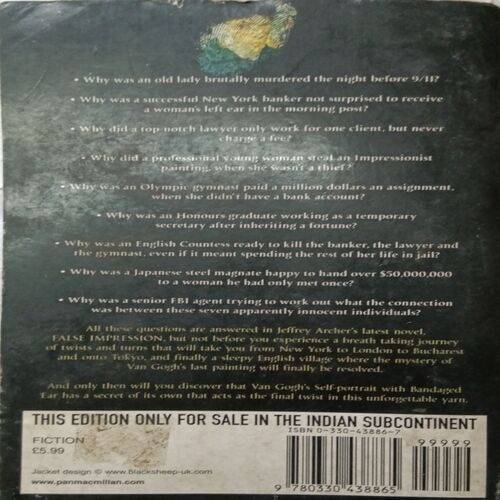 • Why was an old lady brutally murdered the night before 9/11?
• Why was a successful New York banker not surprised to receive
a woman's left ear in the morning post?
• Why did a top-notch lawyer only work for one client, but never
charge a fee?
• Why did a professional young woman steal an Impressionist
painting, when she wasn't a thief?
• Why was an Olympic gymnast paid a million dollars an assignment,
when she didn't have a bank account?
• Why was an Honours graduate working as a temporary
secretary after inheriting a fortune?
• Why was an English Countess ready to kill the banker, the lawyer and
the gymnast, even if it meant spending the rest of her life in jail?
• Why was a Japanese steel magnate happy to hand over $50,000,000
to a woman he had only met once?
• Why was a senior FBI agent trying to work out what the connection
was between these seven apparently innocent individuals?
All these questions are answered in Jeffrey Archer's latest novel,
FALSE IMPRESSION, but not before you experience a breath taking journey
of twists and turns that will take you from New York to London to Bucharest
and onto Tokyo, and finally a sleepy English village where the mystery of
Van Gogh's last painting will finally be resolved.
And only then will you discover that Van Gogh's Self-portrait with Bandaged
Ear has a secret of its own that acts as the final twist in this unforgettable yarn.
THIS EDITION ONLY FOR SALE IN THE INDIAN SUBCONTINENT
FICTION
£5.99
Jacket design © www.blacksheep-uk.com
www.panmacmillan.com
ISBN 0-330-43886-7
99999
9 780330 438865